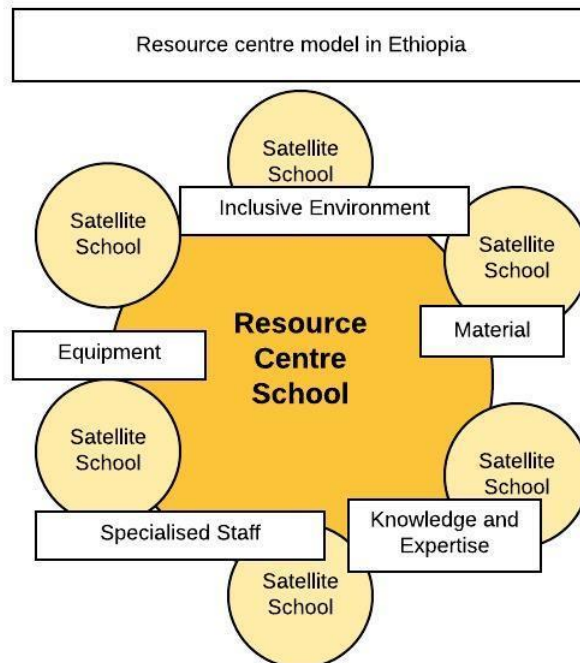 Resource centre model in Ethiopia
Satellite
School
Inclusive Environment
Satellite
School
Satellite
School
Resource
Centre
School
Material
Equipment
Satellite
School
Satellite
School
Knowledge and
Expertise
Specialised Staff
Satellite
School